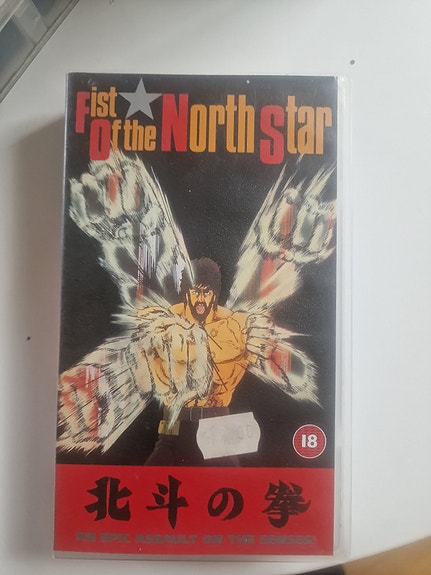 Fist
Of the North Star
18
北斗の拳
AN EPIC ASSAULT ON THE SENSES!